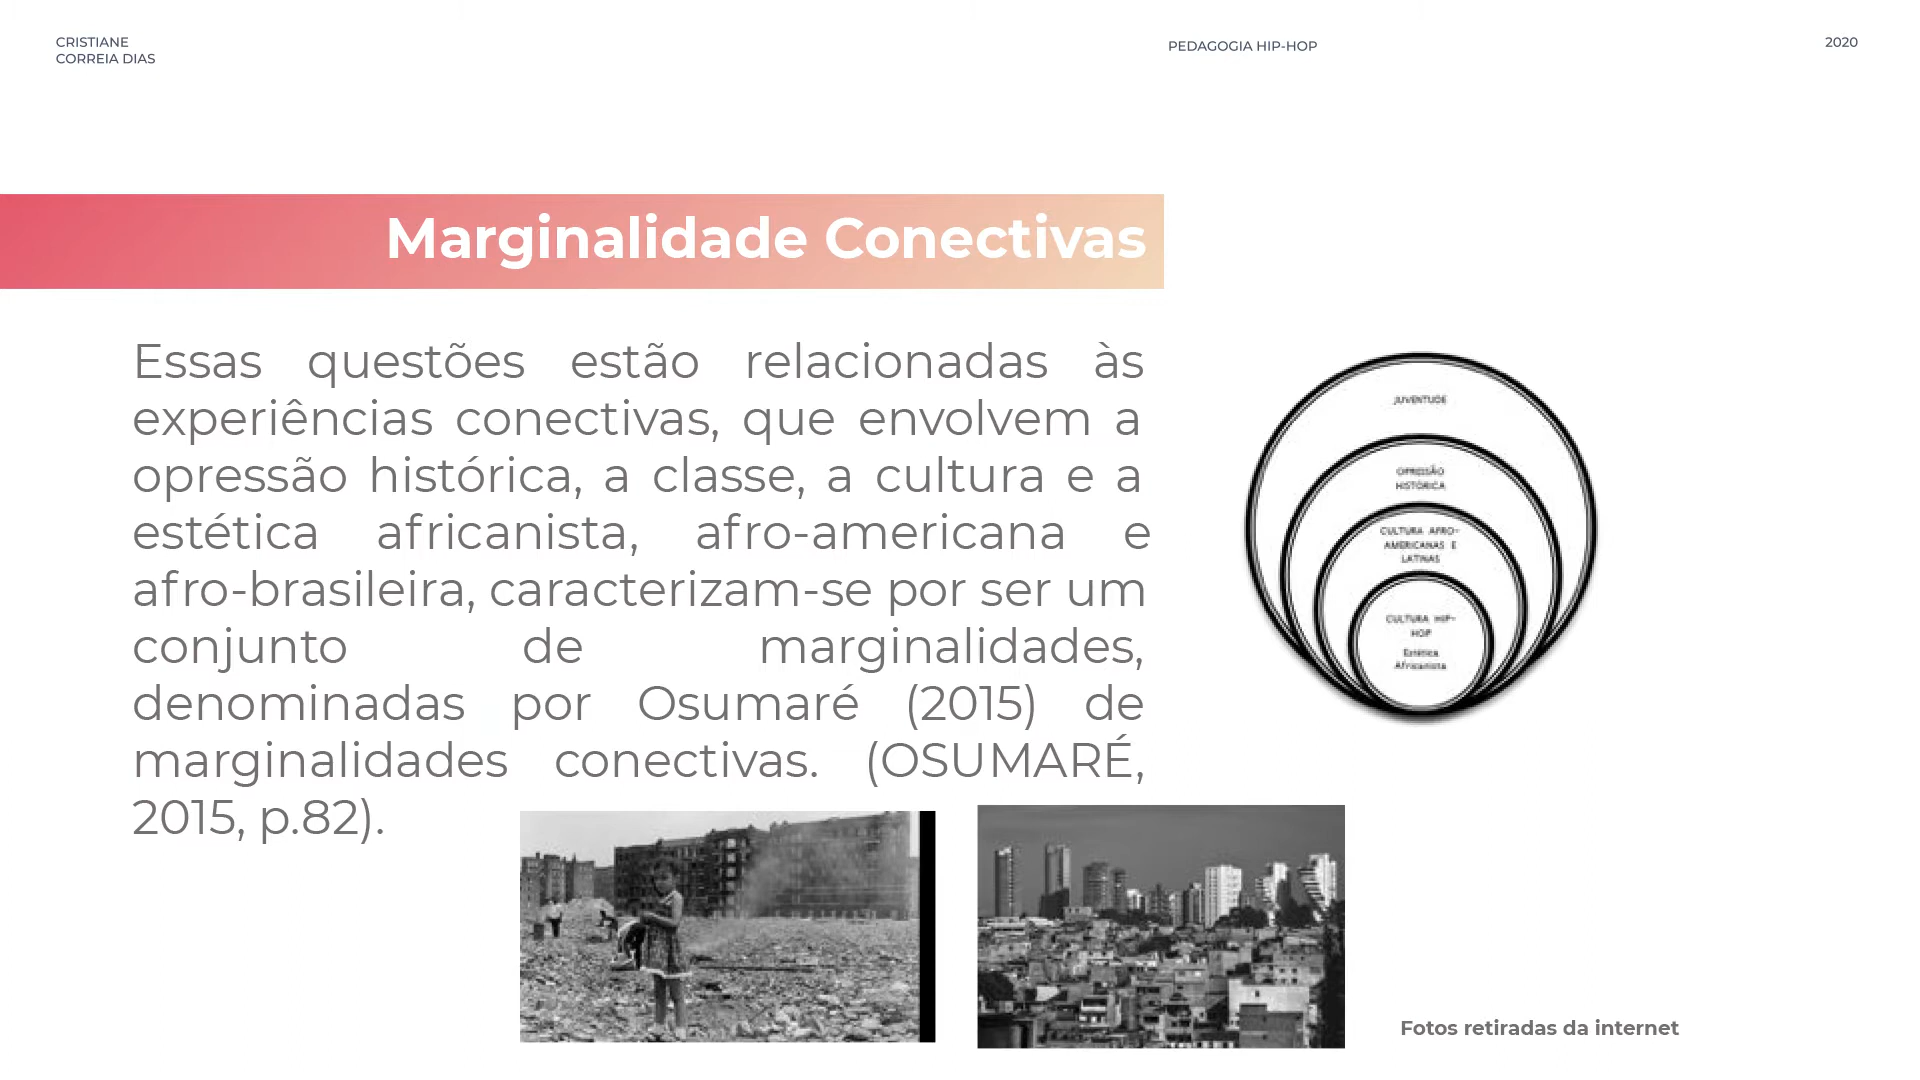 CRISTIANE
CORREIA DIAS
PEDAGOGIA HIP-HOP
2020
Marginalidade Conectivas
Essas questões estão relacionadas às
experiências conectivas, que envolvem a
opressão histórica, a classe, a cultura e a
estética africanista, afro-americana e
afro-brasileira, caracterizam-se por ser um
conjunto de marginalidades,
denominadas por Osumaré (2015) de
marginalidades conectivas. (OSUMARÉ,
2015, p.82).
JUVENTUDE
OPRESSÃO
HISTÓRICA
CULTURA AFRO-
AMERICANAS E
LATINAS
CULTURA HIP-
HOP
Estética
Africanista
Fotos retiradas da internet